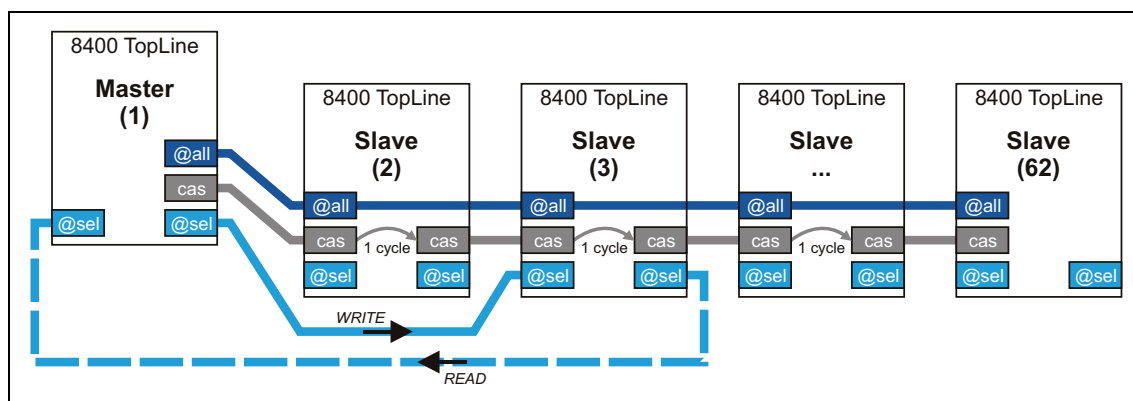 8400 TopLine
Master
(1)
@all
cas
@sel
@sel
8400 TopLine
Slave
(2)
@all
cas
1 cycle
cas
@sel
@sel
8400 TopLine
Slave
(3)
@all
cas
1 cycle
cas
@sel
@sel
8400 TopLine
Slave
...
@all
cas
1 cycle
cas
@sel
@sel
8400 TopLine
Slave
(62)
@all
cas
@sel
@sel
WRITE
READ